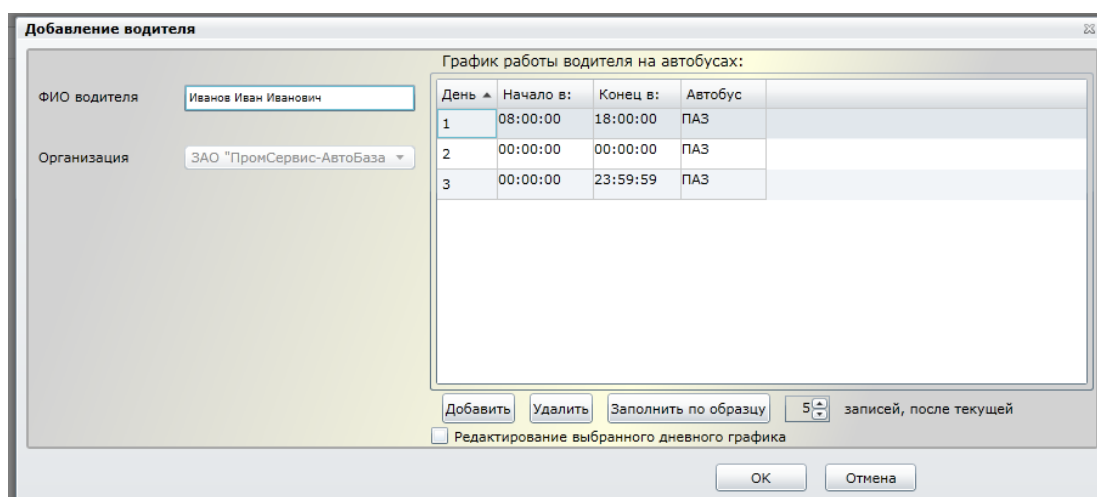 Добавление водителя
График работы водителя на автобусах:
ФИО водителя Иванов Иван Иванович
Организация ЗАО "ПромСервис-АвтоБаза
День Начало в: Конец в: Автобус
1 08:00:00 18:00:00 ПАЗ
2 00:00:00 00:00:00 ПАЗ
3 00:00:00 23:59:59 ПАЗ
Добавить Удалить Заполнить по образцу 5 записей, после текущей
Редактирование выбранного дневного графика
OK Отмена